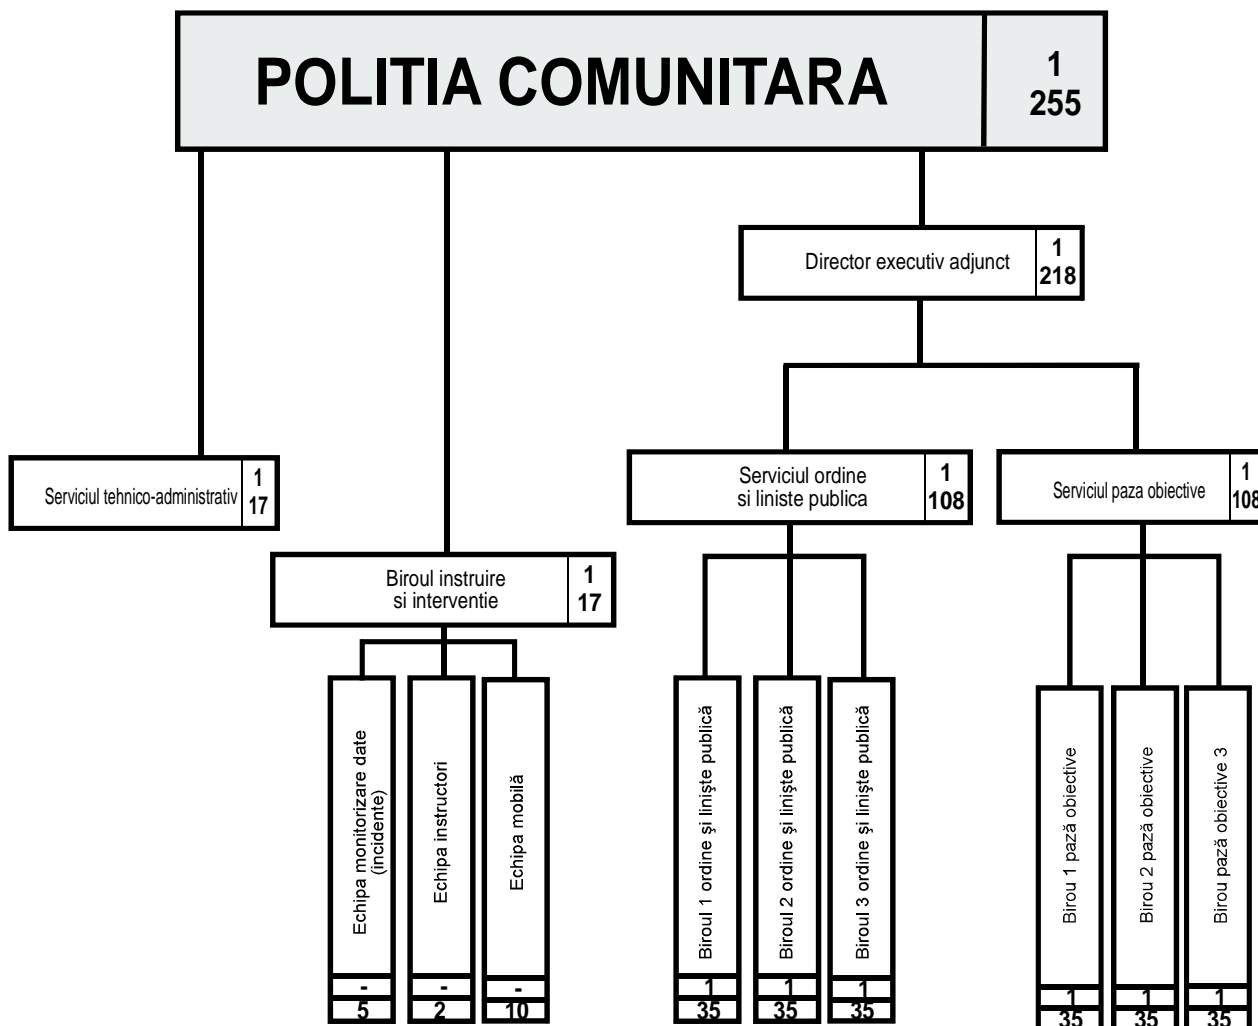 POLITIA COMUNITARA
1
255
Director executiv adjunct
1
218
Serviciul tehnico-administrativ
1
17
Serviciul ordine
si liniste publica
1
108
Serviciul paza obiective
1
108
Biroul instruire
si interventie
1
17
Echipa monitorizare date
(incidente)
-
5
Echipa instructori
-
2
Echipa mobilă
-
10
Biroul 1 ordine şi linişte publică
1
35
Biroul 2 ordine şi linişte publică
1
35
Biroul 3 ordine şi linişte publică
1
35
Birou 1 pază obiective
1
35
Birou 2 pază obiective
1
35
Birou pază obiective 3
1
35